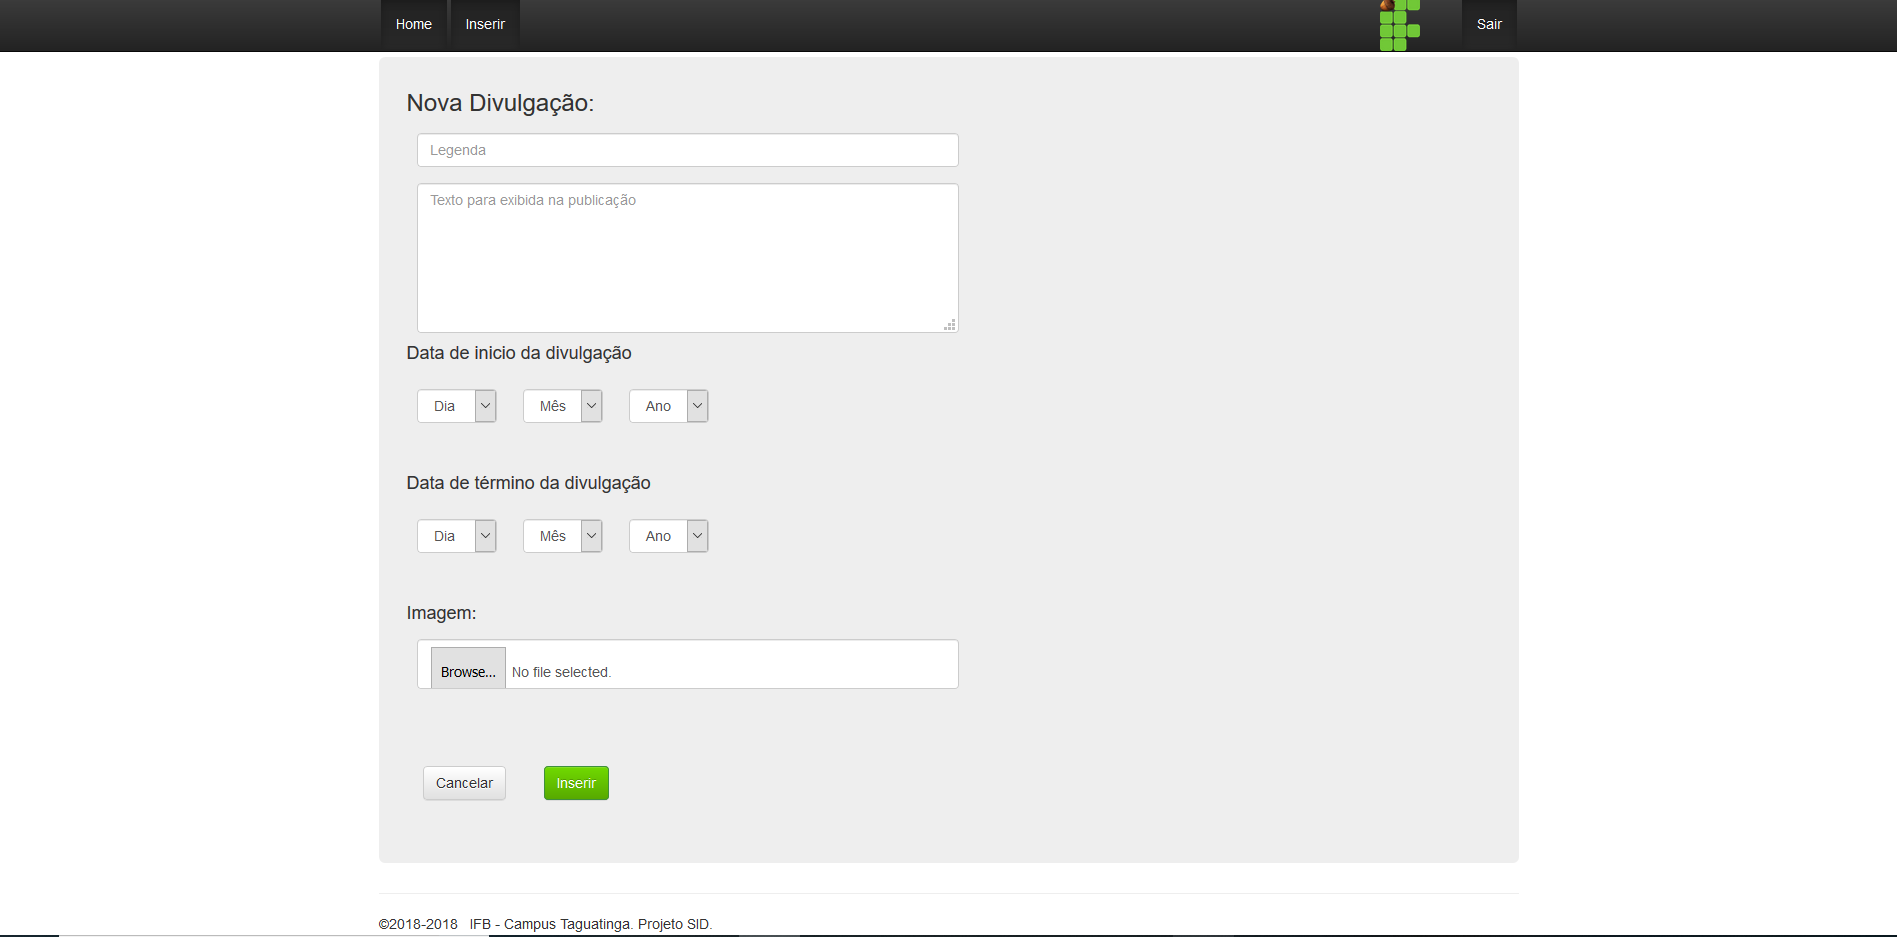 Home Inserir Sair
Nova Divulgação:
Legenda
Texto para exibida na publicação
Data de inicio da divulgação
Dia Mês Ano
Data de término da divulgação
Dia Mês Ano
Imagem:
Browse... No file selected.
Cancelar Inserir
©2018-2018 IFB - Campus Taguatinga. Projeto SID.